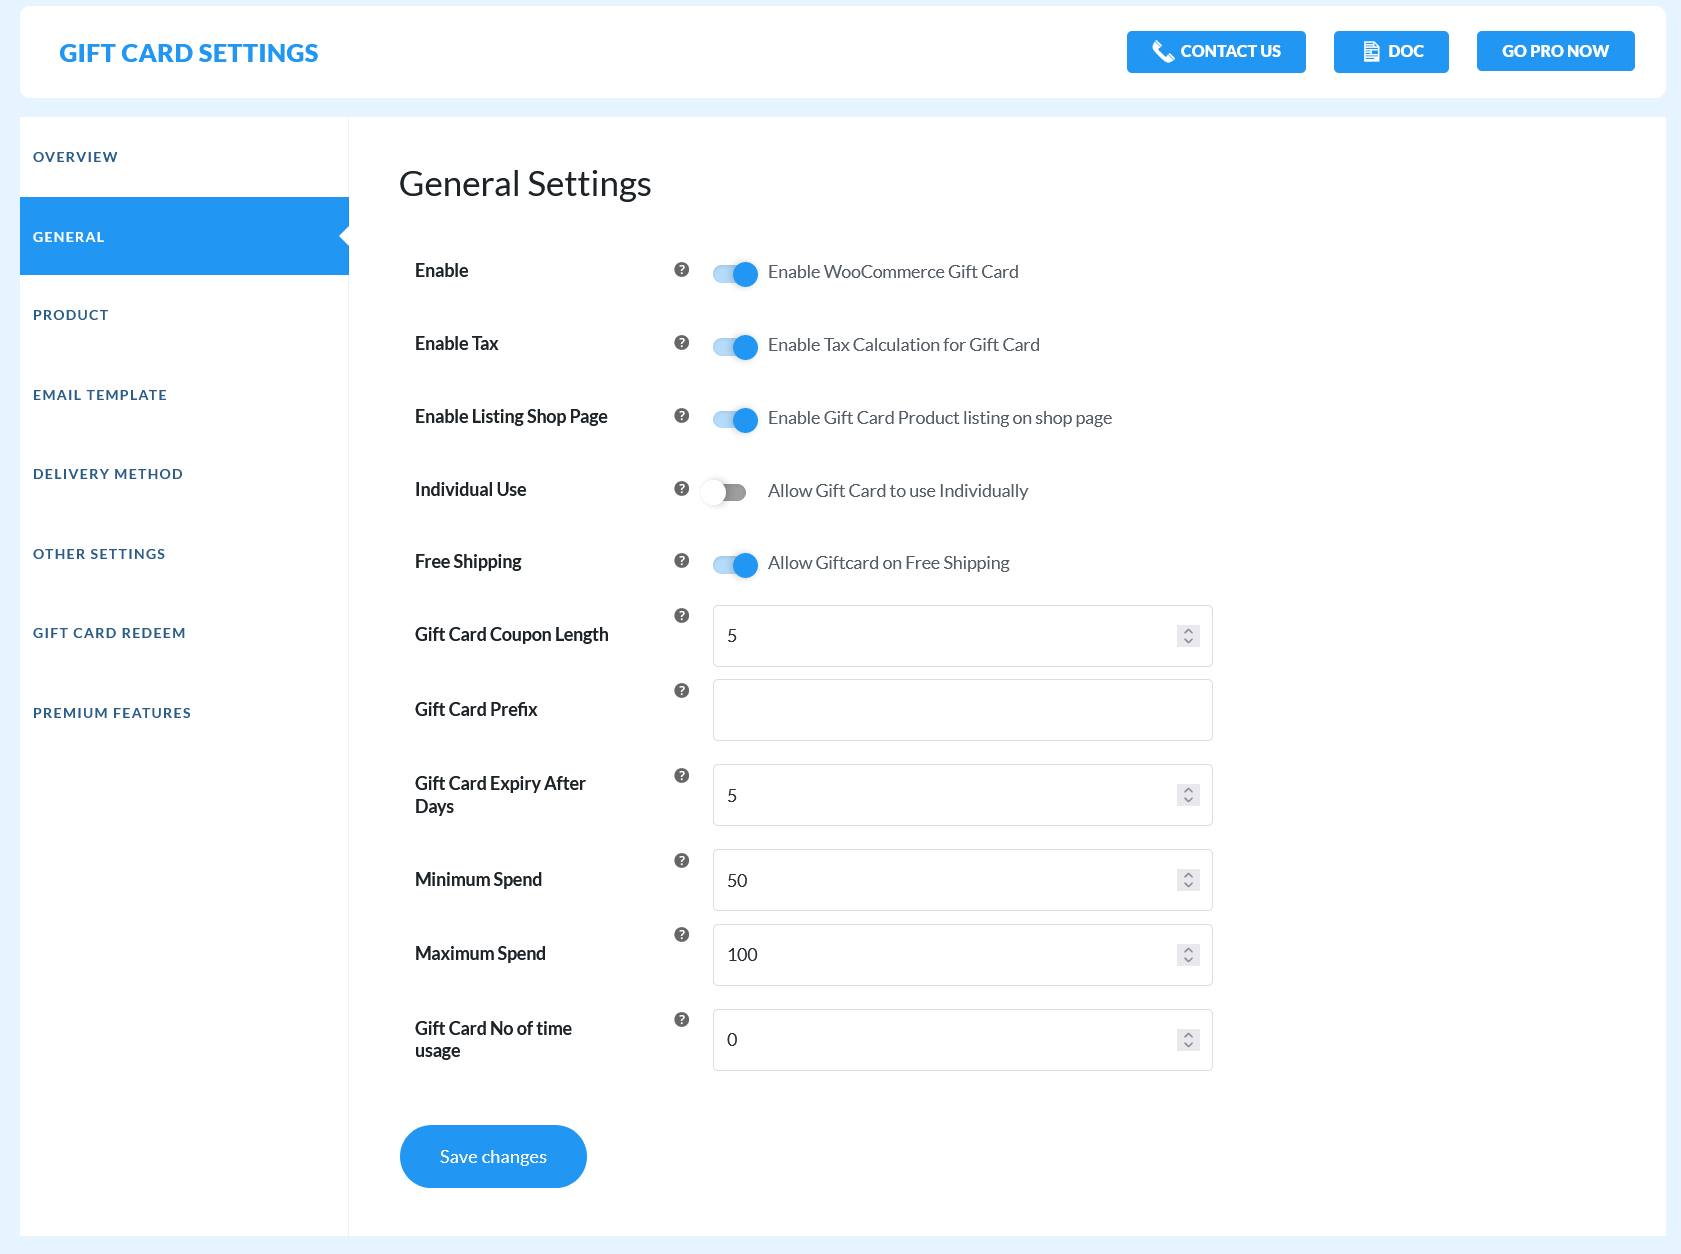 GIFT CARD SETTINGS
CONTACT US
DOC
GO PRO NOW
OVERVIEW
GENERAL
PRODUCT
EMAIL TEMPLATE
DELIVERY METHOD
OTHER SETTINGS
GIFT CARD REDEEM
PREMIUM FEATURES
General Settings
Enable ? Enable WooCommerce Gift Card
Enable Tax ? Enable Tax Calculation for Gift Card
Enable Listing Shop Page ? Enable Gift Card Product listing on shop page
Individual Use ? Allow Gift Card to use Individually
Free Shipping ? Allow Giftcard on Free Shipping
Gift Card Coupon Length ? 5
Gift Card Prefix ?
Gift Card Expiry After
Days ? 5
Minimum Spend ? 50
Maximum Spend ? 100
Gift Card No of time
usage ? 0
Save changes